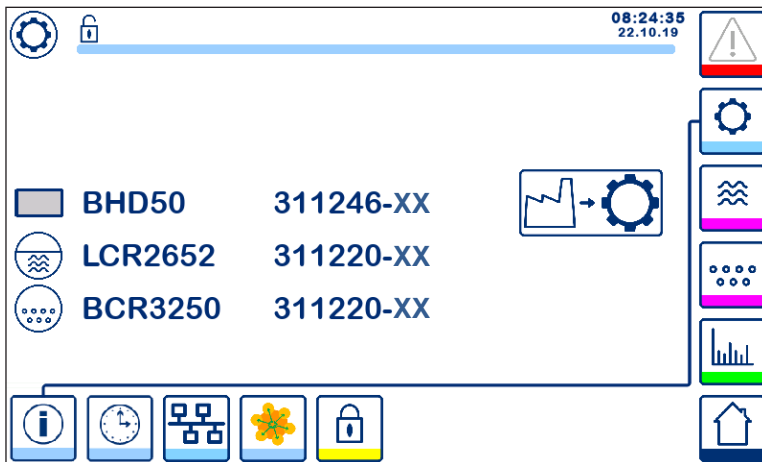 08:24:35
22.10.19
BHD50 311246-XX
LCR2652 311220-XX
BCR3250 311220-XX